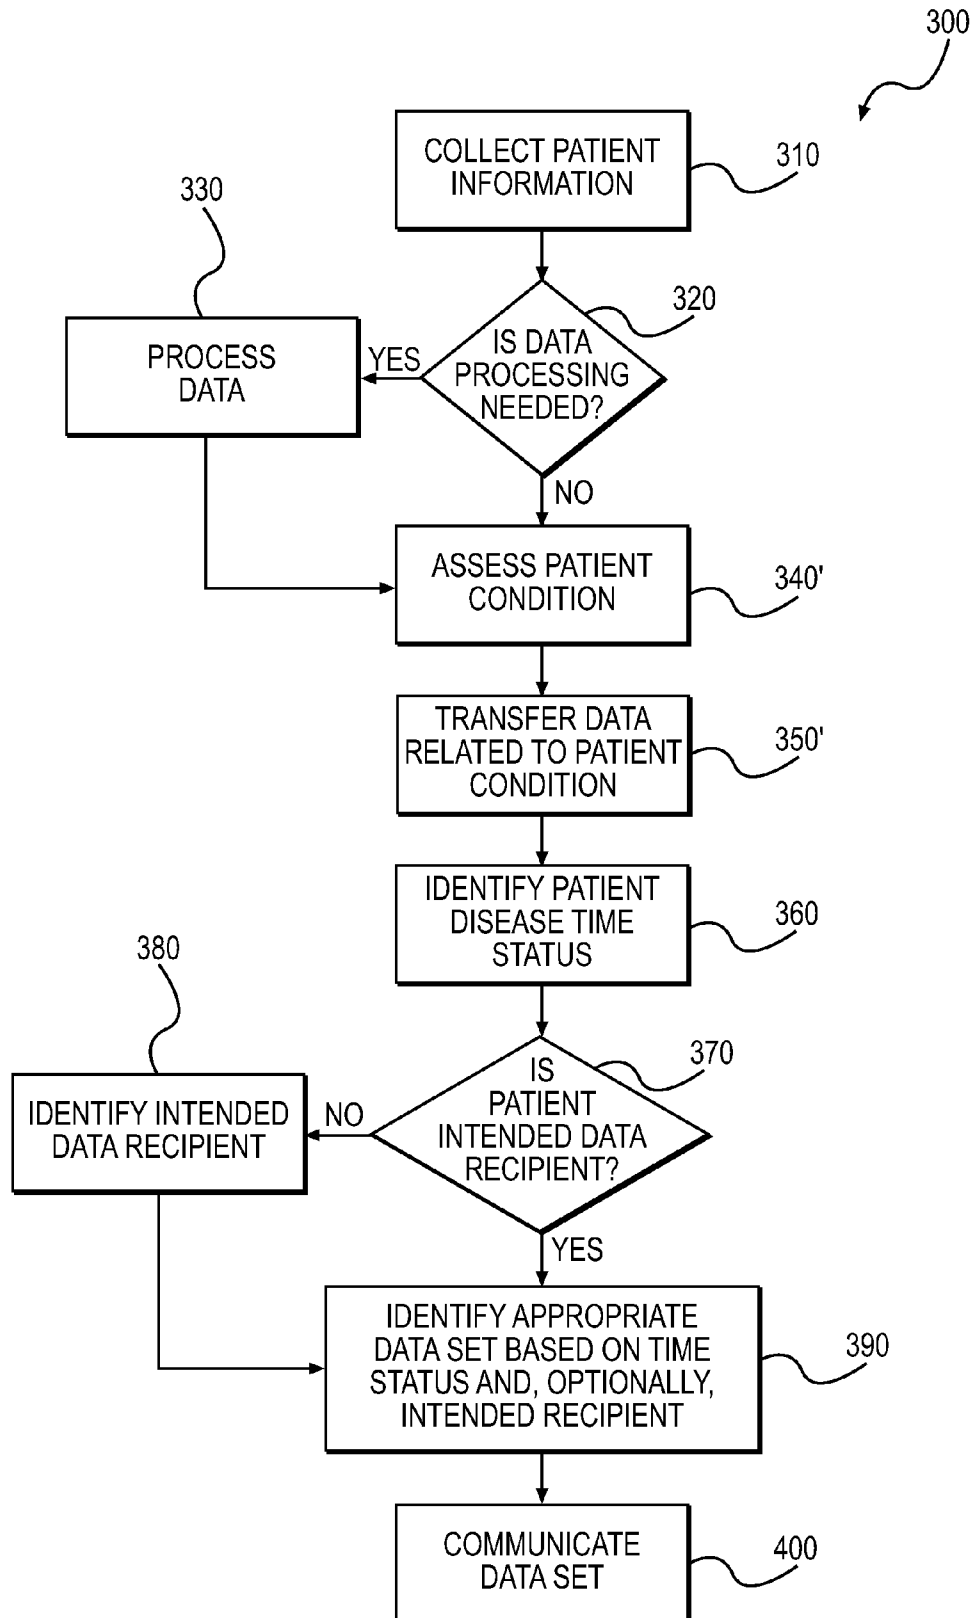 300
COLLECT PATIENT
INFORMATION
310
330
320
IS DATA
PROCESSING
NEEDED?
YES
PROCESS
DATA
NO
ASSESS PATIENT
CONDITION
340'
TRANSFER DATA
RELATED TO PATIENT
CONDITION
350'
IDENTIFY PATIENT
DISEASE TIME
STATUS
360
380
370
IS
PATIENT
INTENDED DATA
RECIPIENT?
NO
IDENTIFY INTENDED
DATA RECIPIENT
YES
IDENTIFY APPROPRIATE
DATA SET BASED ON TIME
STATUS AND, OPTIONALLY,
INTENDED RECIPIENT
390
COMMUNICATE
DATA SET
400